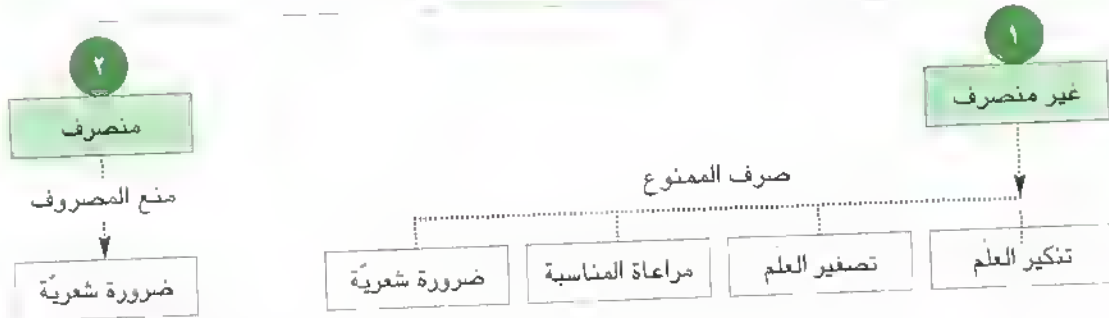 ١
غير منصرف
صرف الممنوع
تنكير العلَم
تصغير العلَم
مراعاة المناسبة
ضرورة شعريّة
٢
منصرف
منع المصروف
ضرورة شعريّة